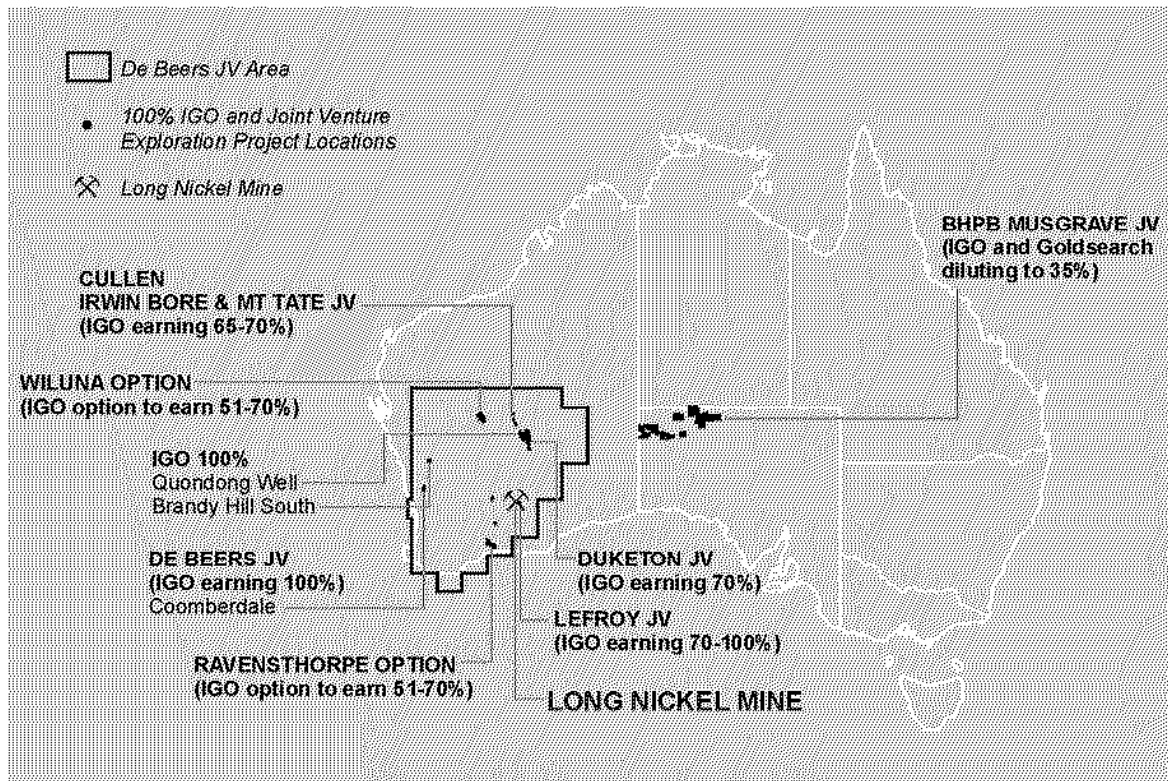 De Beers JV Area
100% IGO and Joint Venture
Exploration Project Locations
Long Nickel Mine
BHPB MUSGRAVE JV
(IGO and Goldsearch
diluting to 35%)
CULLEN
IRWIN BORE & MT TATE JV
(IGO earning 65-70%)
WILUNA OPTION
(IGO option to earn 51-70%)
IGO 100%
Quondong Well
Brandy Hill South
DE BEERS JV
(IGO earning 100%)
Coomberdale
DUKETON JV
(IGO earning 70%)
LEFROY JV
(IGO earning 70-100%)
RAVENSTHORPE OPTION
(IGO option to earn 51-70%)
LONG NICKEL MINE